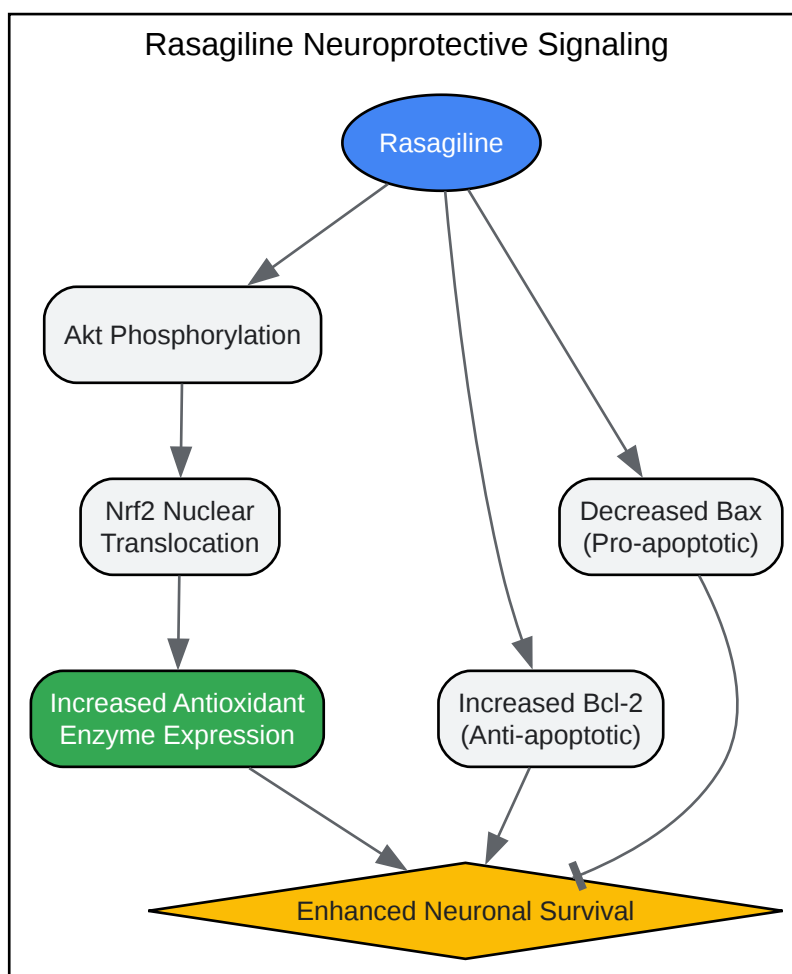 Rasagiline Neuroprotective Signaling
Rasagiline
Akt Phosphorylation
Nrf2 Nuclear
Translocation
Decreased Bax
(Pro-apoptotic)
Increased Antioxidant
Enzyme Expression
Increased Bcl-2
(Anti-apoptotic)
Enhanced Neuronal Survival